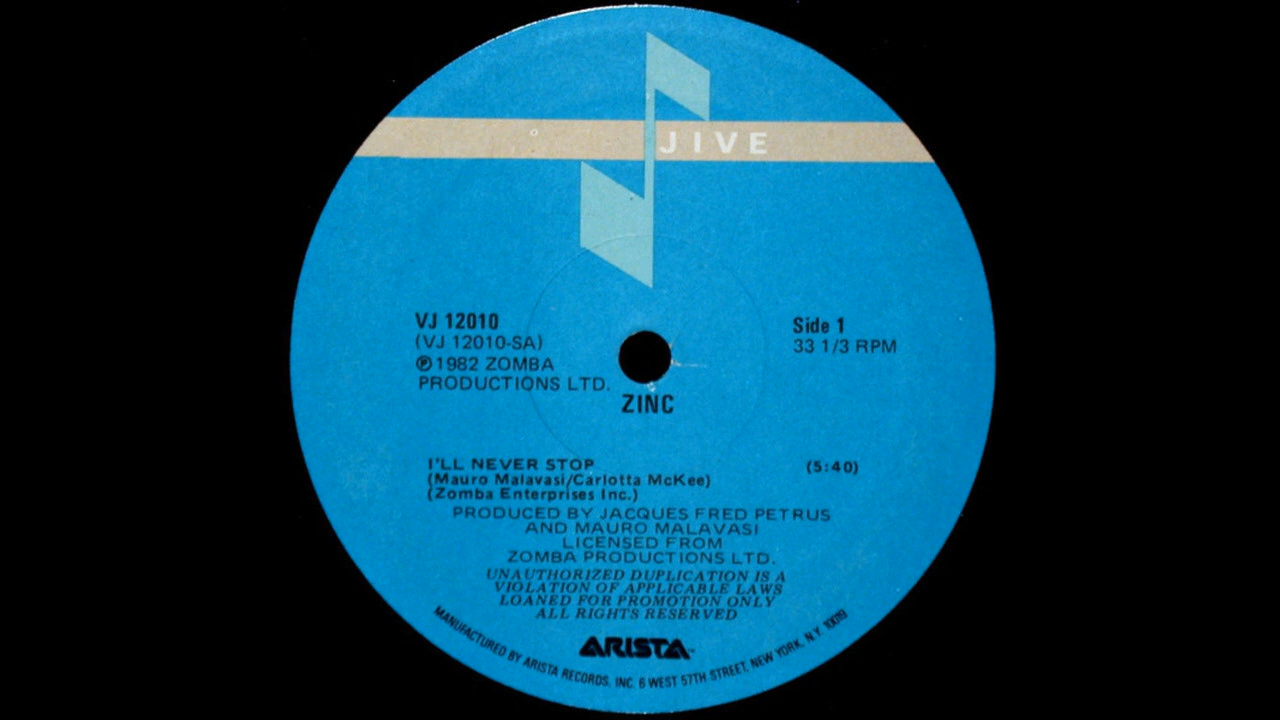 JIVE
VJ 12010
(VJ 12010-SA)
Ⓟ1982 ZOMBA
PRODUCTIONS LTD.
Side 1
33 1/3 RPM
ZINC
I'LL NEVER STOP (5:40)
(Mauro Malavasi/Carlotta McKee)
(Zomba Enterprises Inc.)
PRODUCED BY JACQUES FRED PETRUS
AND MAURO MALAVASI
LICENSED FROM
ZOMBA PRODUCTIONS LTD.
UNAUTHORIZED DUPLICATION IS A
VIOLATION OF APPLICABLE LAWS
LOANED FOR PROMOTION ONLY
ALL RIGHTS RESERVED
ARISTA™
MANUFACTURED BY ARISTA RECORDS, INC. 6 WEST 57TH STREET, NEW YORK, N.Y. 10019